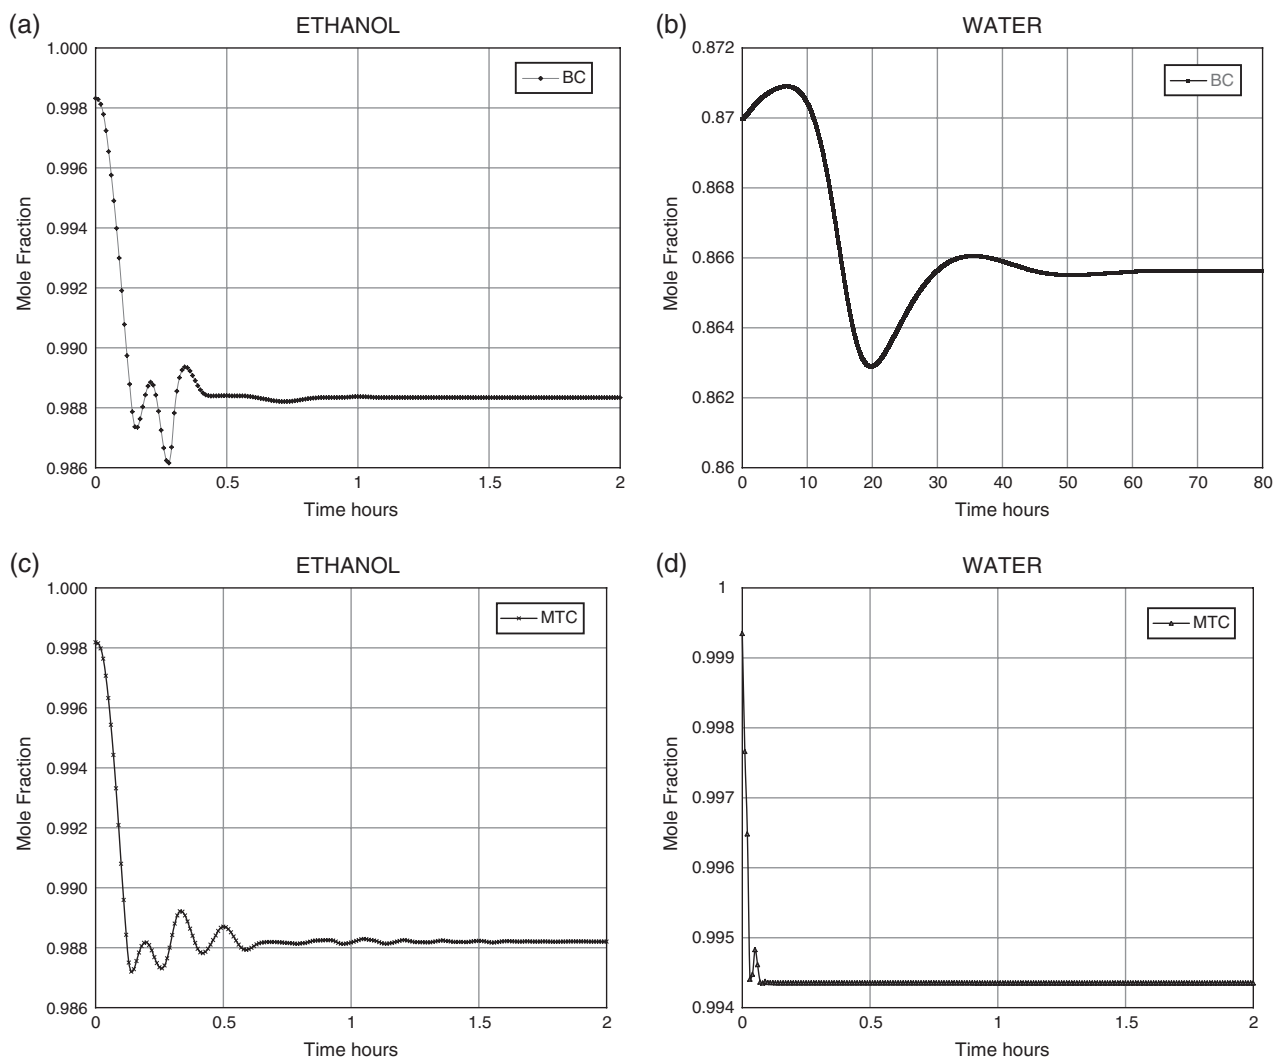 (a)
ETHANOL
BC
1.000
0.998
0.996
0.994
0.992
0.990
0.988
0.986
Mole Fraction
0
0.5
1
1.5
2
Time hours
(b)
WATER
BC
0.872
0.87
0.868
0.866
0.864
0.862
0.86
Mole Fraction
0
10
20
30
40
50
60
70
80
Time hours
(c)
ETHANOL
MTC
1.000
0.998
0.996
0.994
0.992
0.990
0.988
0.986
Mole Fraction
0
0.5
1
1.5
2
Time hours
(d)
WATER
MTC
1
0.999
0.998
0.997
0.996
0.995
0.994
Mole Fraction
0
0.5
1
1.5
2
Time hours